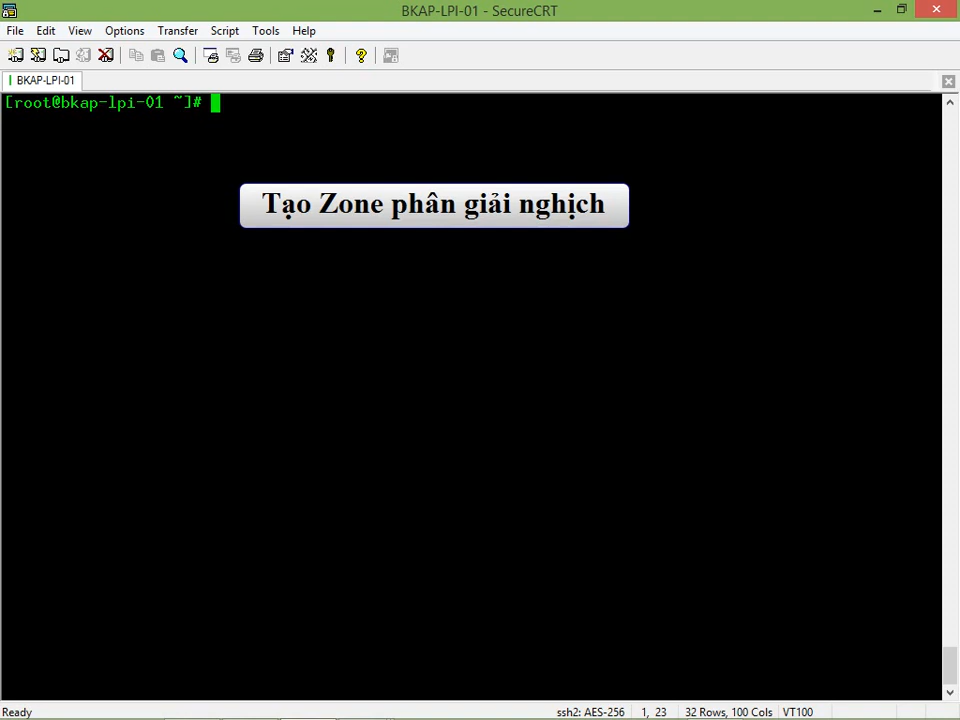 BKAP-LPI-01 - SecureCRT
File Edit View Options Transfer Script Tools Help
BKAP-LPI-01
[root@bkap-lpi-01 ~]#
Tạo Zone phân giải nghịch
Ready ssh2: AES-256 1, 23 32 Rows, 100 Cols VT100